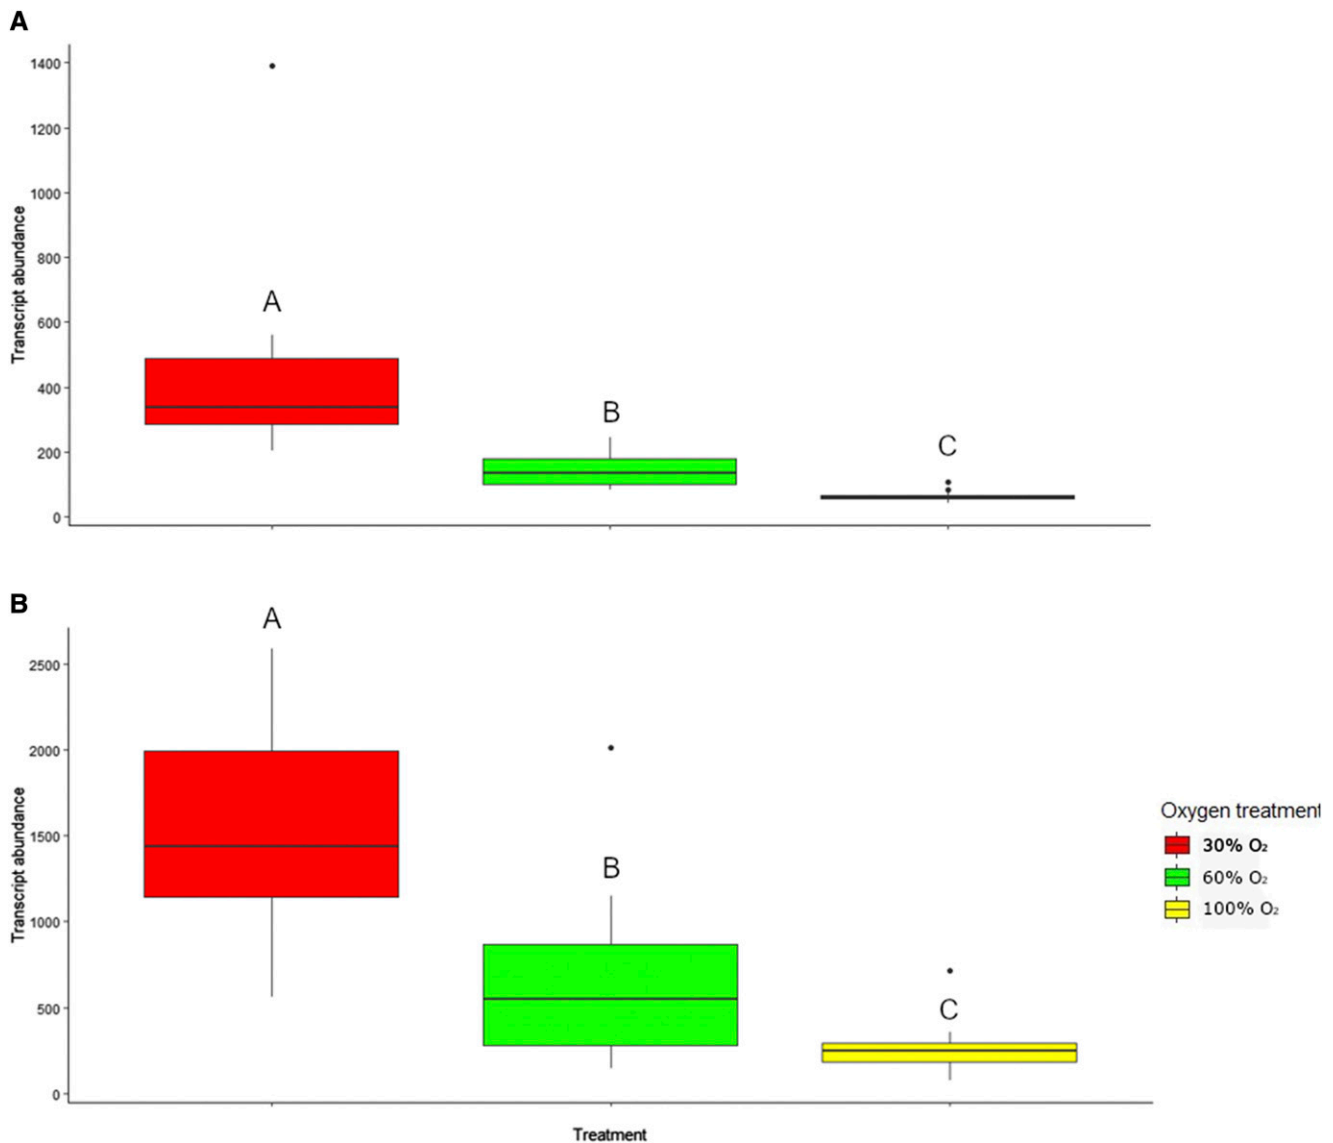 A
1400
1200
1000
800
600
400
200
0
Transcript abundance
A
B
C
B
2500
2000
1500
1000
500
0
Transcript abundance
A
B
C
Treatment
Oxygen treatment
30% O₂
60% O₂
100% O₂